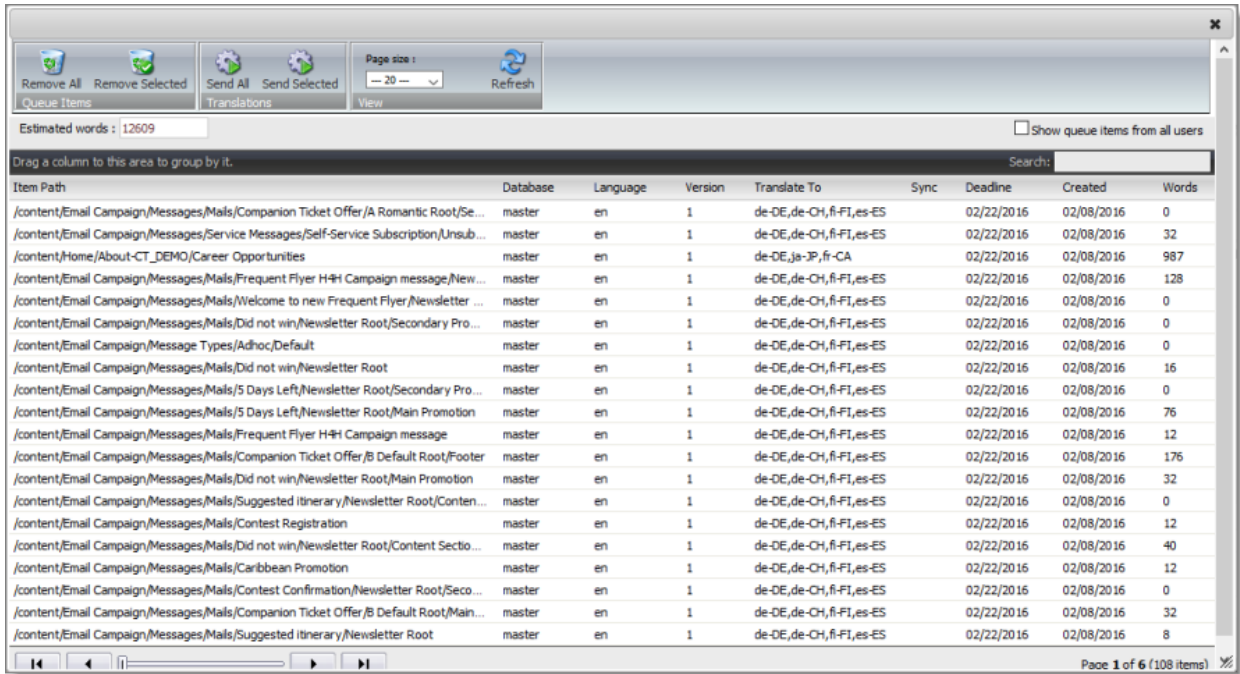 Remove All Remove Selected Send All Send Selected Page size : — 20 — Refresh
Queue Items Translations View
Estimated words : 12609 Show queue items from all users
Drag a column to this area to group by it. Search:
Item Path Database Language Version Translate To Sync Deadline Created Words
/content/Email Campaign/Messages/Mails/Companion Ticket Offer/A Romantic Root/Se... master en 1 de-DE,de-CH,fi-FI,es-ES 02/22/2016 02/08/2016 0
/content/Email Campaign/Messages/Service Messages/Self-Service Subscription/Unsub... master en 1 de-DE,de-CH,fi-FI,es-ES 02/22/2016 02/08/2016 32
/content/Home/About-CT_DEMO/Career Opportunities master en 1 de-DE,ja-JP,fr-CA 02/22/2016 02/08/2016 987
/content/Email Campaign/Messages/Mails/Frequent Flyer H4H Campaign message/New... master en 1 de-DE,de-CH,fi-FI,es-ES 02/22/2016 02/08/2016 128
/content/Email Campaign/Messages/Mails/Welcome to new Frequent Flyer/Newsletter ... master en 1 de-DE,de-CH,fi-FI,es-ES 02/22/2016 02/08/2016 0
/content/Email Campaign/Messages/Mails/Did not win/Newsletter Root/Secondary Pro... master en 1 de-DE,de-CH,fi-FI,es-ES 02/22/2016 02/08/2016 0
/content/Email Campaign/Message Types/Adhoc/Default master en 1 de-DE,de-CH,fi-FI,es-ES 02/22/2016 02/08/2016 0
/content/Email Campaign/Messages/Mails/Did not win/Newsletter Root master en 1 de-DE,de-CH,fi-FI,es-ES 02/22/2016 02/08/2016 16
/content/Email Campaign/Messages/Mails/5 Days Left/Newsletter Root/Secondary Pro... master en 1 de-DE,de-CH,fi-FI,es-ES 02/22/2016 02/08/2016 0
/content/Email Campaign/Messages/Mails/5 Days Left/Newsletter Root/Main Promotion master en 1 de-DE,de-CH,fi-FI,es-ES 02/22/2016 02/08/2016 76
/content/Email Campaign/Messages/Mails/Frequent Flyer H4H Campaign message master en 1 de-DE,de-CH,fi-FI,es-ES 02/22/2016 02/08/2016 12
/content/Email Campaign/Messages/Mails/Companion Ticket Offer/B Default Root/Footer master en 1 de-DE,de-CH,fi-FI,es-ES 02/22/2016 02/08/2016 176
/content/Email Campaign/Messages/Mails/Did not win/Newsletter Root/Main Promotion master en 1 de-DE,de-CH,fi-FI,es-ES 02/22/2016 02/08/2016 32
/content/Email Campaign/Messages/Mails/Suggested itinerary/Newsletter Root/Conten... master en 1 de-DE,de-CH,fi-FI,es-ES 02/22/2016 02/08/2016 0
/content/Email Campaign/Messages/Mails/Contest Registration master en 1 de-DE,de-CH,fi-FI,es-ES 02/22/2016 02/08/2016 12
/content/Email Campaign/Messages/Mails/Did not win/Newsletter Root/Content Sectio... master en 1 de-DE,de-CH,fi-FI,es-ES 02/22/2016 02/08/2016 40
/content/Email Campaign/Messages/Mails/Caribbean Promotion master en 1 de-DE,de-CH,fi-FI,es-ES 02/22/2016 02/08/2016 12
/content/Email Campaign/Messages/Mails/Contest Confirmation/Newsletter Root/Seco... master en 1 de-DE,de-CH,fi-FI,es-ES 02/22/2016 02/08/2016 0
/content/Email Campaign/Messages/Mails/Companion Ticket Offer/B Default Root/Main... master en 1 de-DE,de-CH,fi-FI,es-ES 02/22/2016 02/08/2016 32
/content/Email Campaign/Messages/Mails/Suggested itinerary/Newsletter Root master en 1 de-DE,de-CH,fi-FI,es-ES 02/22/2016 02/08/2016 8
Page 1 of 6 (108 items)